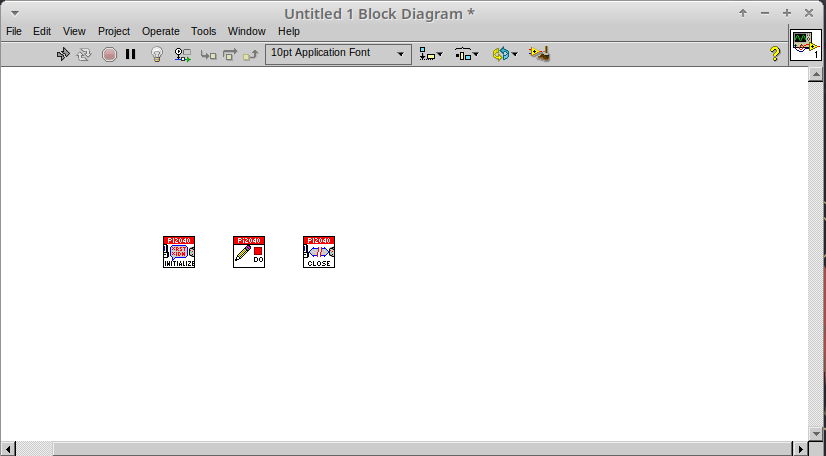 Untitled 1 Block Diagram *
File Edit View Project Operate Tools Window Help
10pt Application Font
?
1
Pi2040 Pi2040 Pi2040
INITIALIZE DO CLOSE